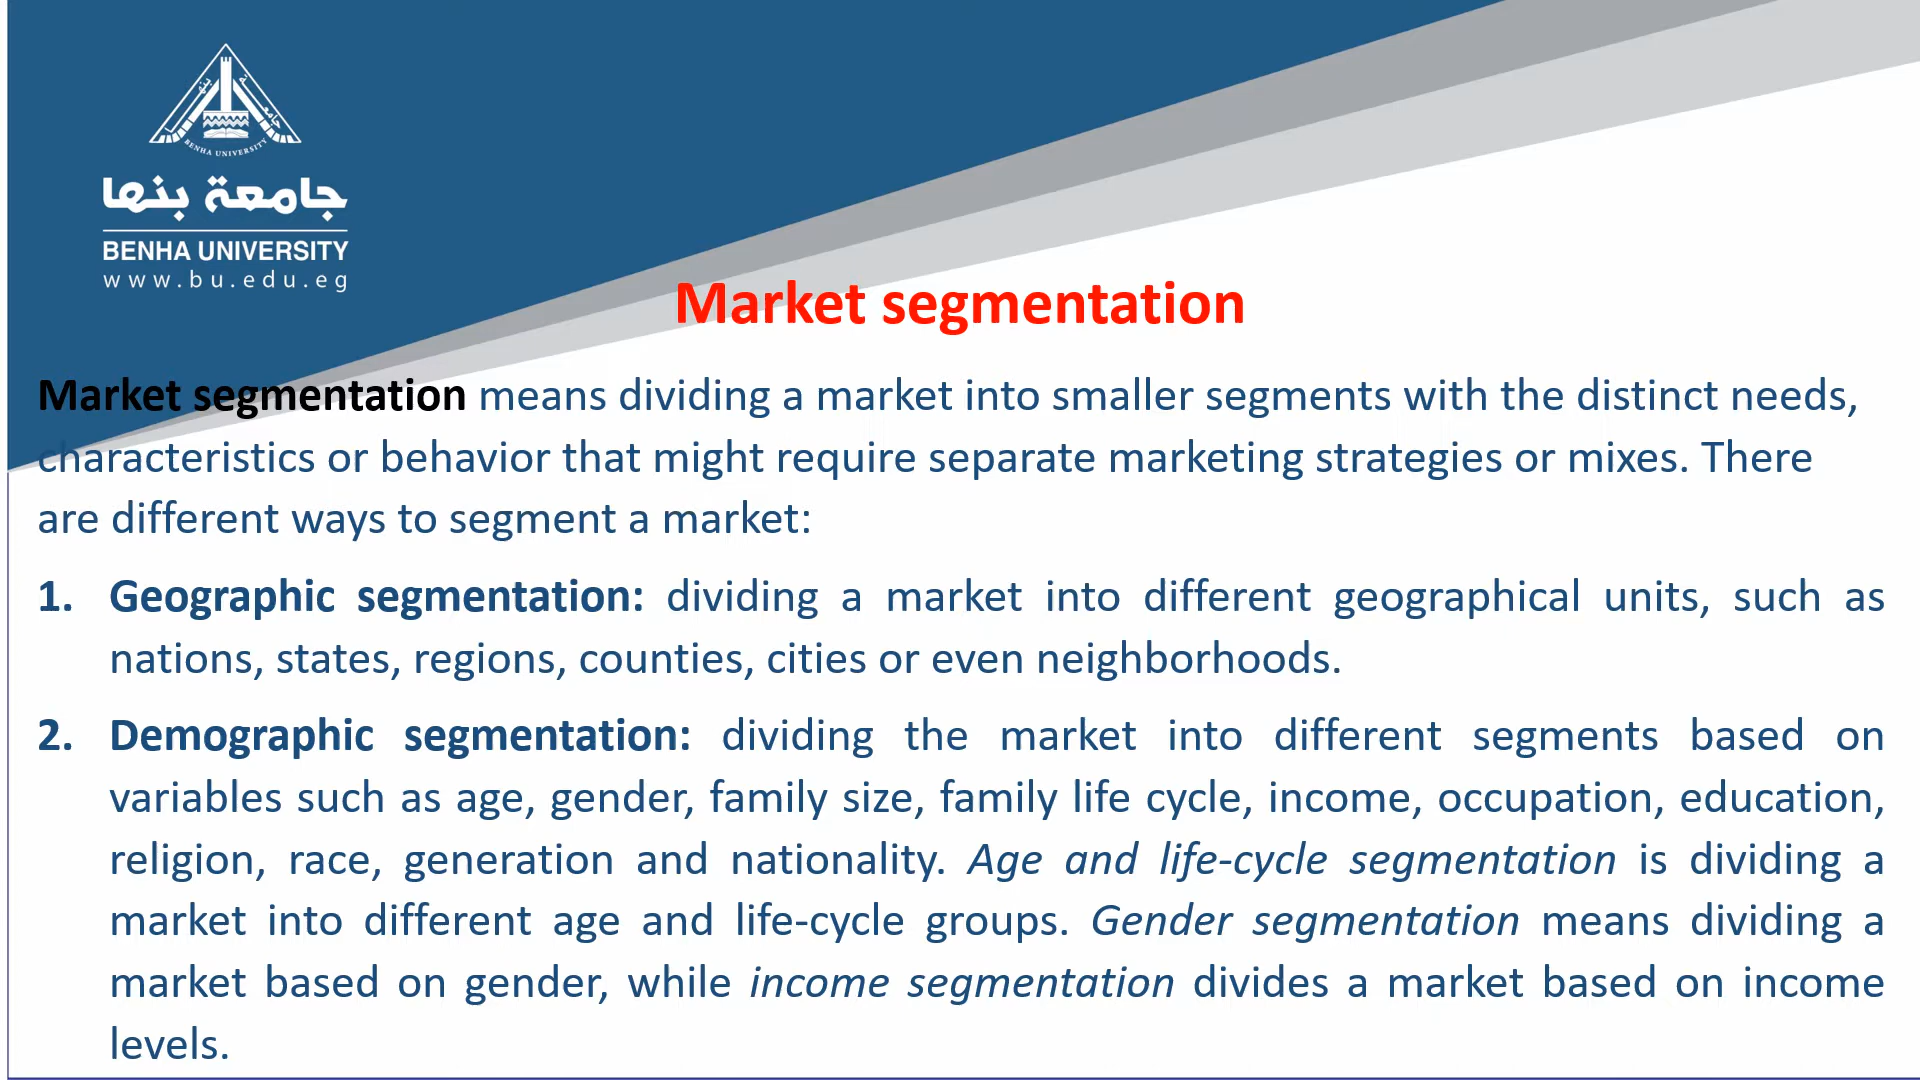 BENHA UNIVERSITY
جامعة بنها
BENHA UNIVERSITY
www.bu.edu.eg
Market segmentation
Market segmentation means dividing a market into smaller segments with the distinct needs,
characteristics or behavior that might require separate marketing strategies or mixes. There
are different ways to segment a market:
1. Geographic segmentation: dividing a market into different geographical units, such as
nations, states, regions, counties, cities or even neighborhoods.
2. Demographic segmentation: dividing the market into different segments based on
variables such as age, gender, family size, family life cycle, income, occupation, education,
religion, race, generation and nationality. Age and life-cycle segmentation is dividing a
market into different age and life-cycle groups. Gender segmentation means dividing a
market based on gender, while income segmentation divides a market based on income
levels.